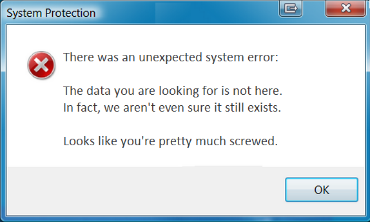 System Protection
There was an unexpected system error:
The data you are looking for is not here.
In fact, we aren't even sure it still exists.
Looks like you're pretty much screwed.
OK